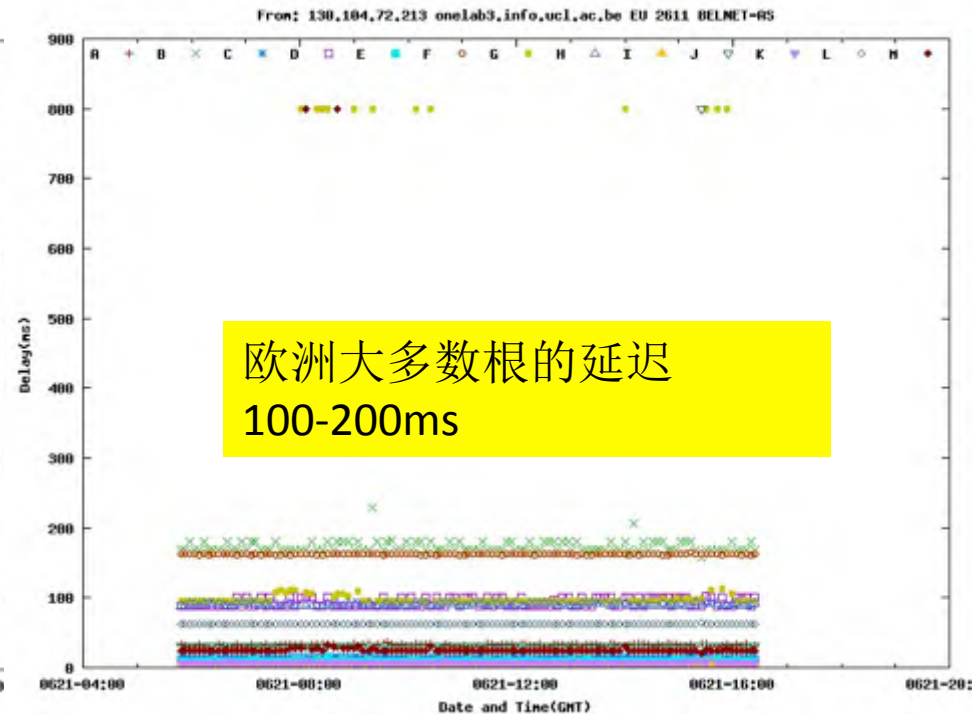 From: 130.104.72.213 onelab3.info.ucl.ac.be EU 2611 BELNET-AS
900
A B C D E F G H I J K L M
800
700
600
500
欧洲大多数根的延迟
100-200ms
Delay(ms)
400
300
200
100
0
0621-04:00 0621-08:00 0621-12:00 0621-16:00 0621-20:
Date and Time(GMT)